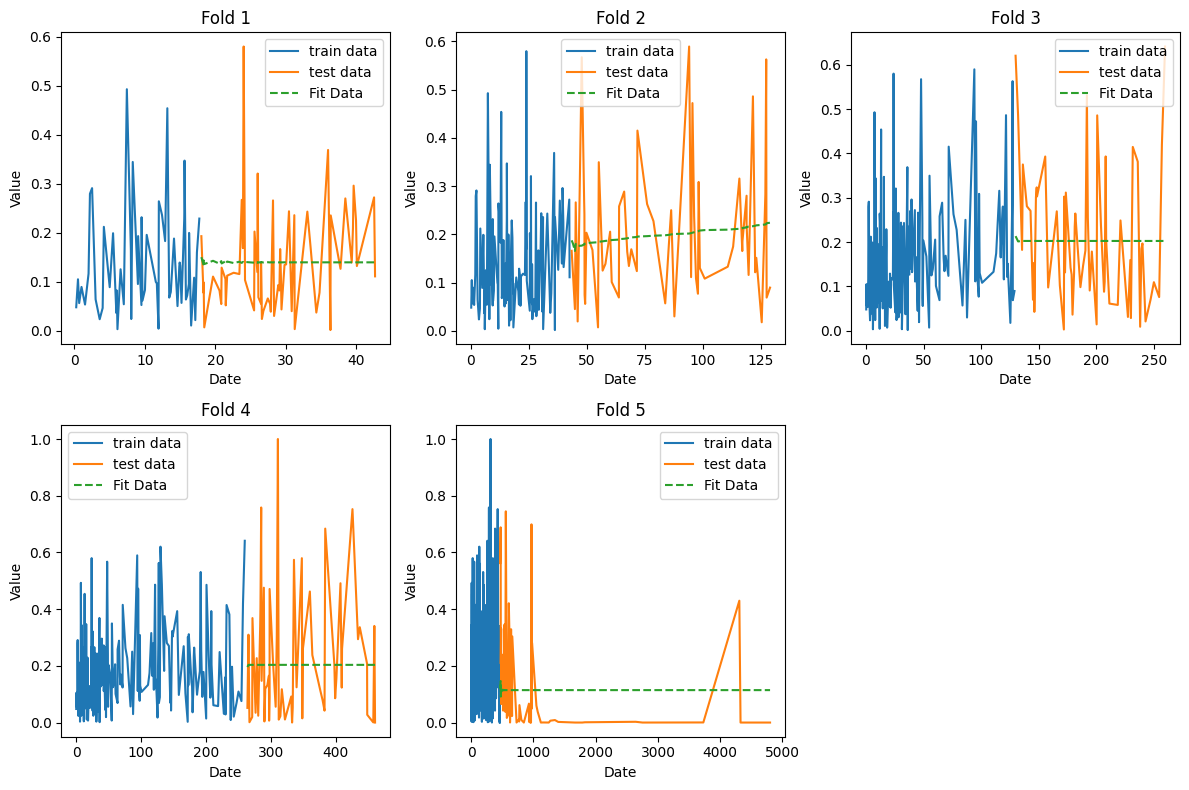 Fold 1
Value
0.6
0.5
0.4
0.3
0.2
0.1
0.0
train data
test data
Fit Data
0
10
20
30
40
Date
Fold 2
Value
0.6
0.5
0.4
0.3
0.2
0.1
0.0
train data
test data
Fit Data
0
25
50
75
100
125
Date
Fold 3
Value
0.6
0.5
0.4
0.3
0.2
0.1
0.0
train data
test data
Fit Data
0
50
100
150
200
250
Date
Fold 4
Value
1.0
0.8
0.6
0.4
0.2
0.0
train data
test data
Fit Data
0
100
200
300
400
Date
Fold 5
Value
1.0
0.8
0.6
0.4
0.2
0.0
train data
test data
Fit Data
0
1000
2000
3000
4000
5000
Date